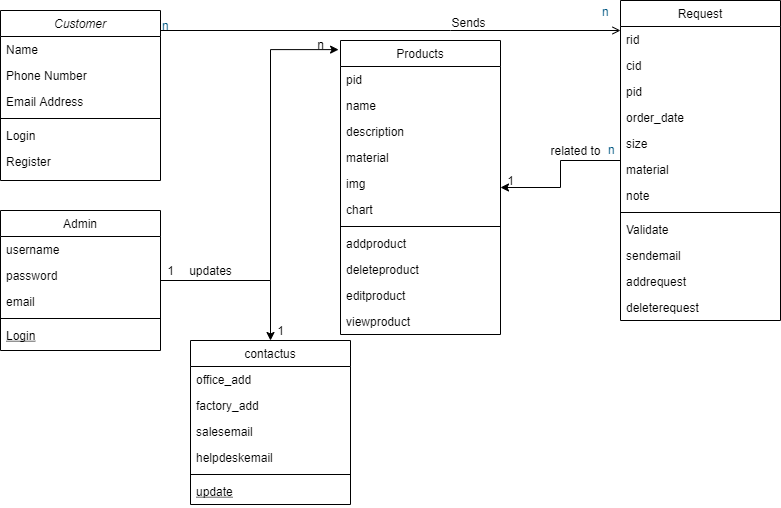 Customer
Name
Phone Number
Email Address
Login
Register
n
Sends
n
Request
rid
cid
pid
order_date
size
material
note
Validate
sendemail
addrequest
deleterequest
n
Products
pid
name
description
material
img
chart
addproduct
deleteproduct
editproduct
viewproduct
related to
n
1
Admin
username
password
email
Login
1
updates
1
contactus
office_add
factory_add
salesemail
helpdeskemail
update